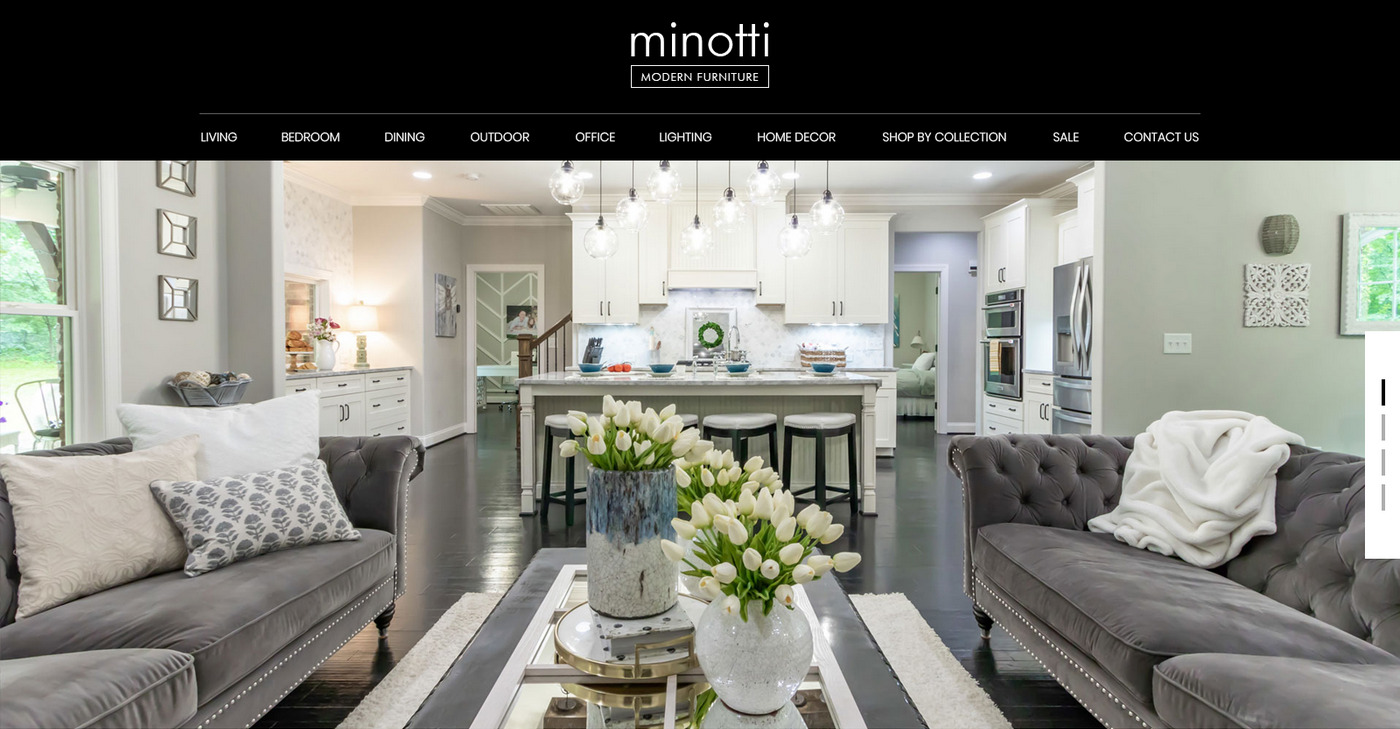 minotti
MODERN FURNITURE
LIVING BEDROOM DINING OUTDOOR OFFICE LIGHTING HOME DECOR SHOP BY COLLECTION SALE CONTACT US